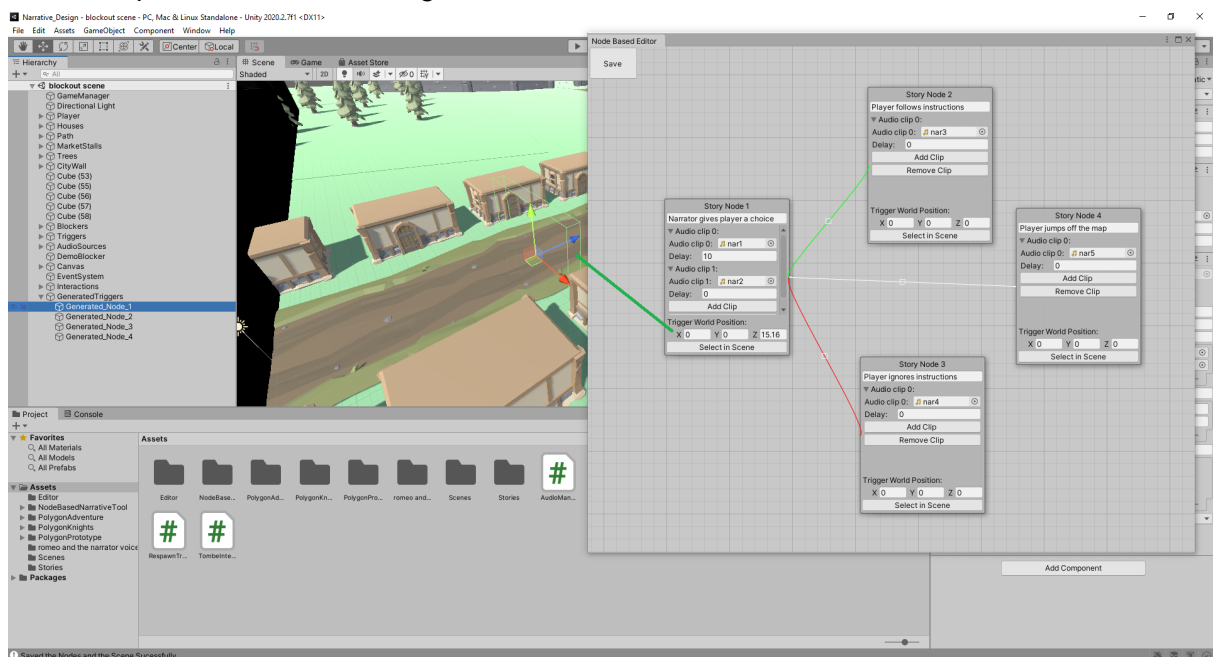 Narrative_Design - blockout scene - PC, Mac & Linux Standalone - Unity 2020.2.7f1 <DX11>
File Edit Assets GameObject Component Window Help
Center Local
Hierarchy
All
blockout scene
GameManager
Directional Light
Player
Houses
Path
MarketStalls
Trees
CityWall
Cube (53)
Cube (55)
Cube (56)
Cube (57)
Cube (58)
Blockers
Triggers
AudioSources
DemoBlocker
Canvas
EventSystem
Interactions
GeneratedTriggers
Generated_Node_1
Generated_Node_2
Generated_Node_3
Generated_Node_4
Scene Game Asset Store
Shaded 2D 0
Node Based Editor
Save
Story Node 1
Narrator gives player a choice
Audio clip 0:
Audio clip 0: nar1
Delay: 10
Audio clip 1:
Audio clip 1: nar2
Delay: 0
Add Clip
Trigger World Position:
X 0 Y 0 Z 15.16
Select in Scene
Story Node 2
Player follows instructions
Audio clip 0:
Audio clip 0: nar3
Delay: 0
Add Clip
Remove Clip
Trigger World Position:
X 0 Y 0 Z 0
Select in Scene
Story Node 4
Player jumps off the map
Audio clip 0:
Audio clip 0: nar5
Delay: 0
Add Clip
Remove Clip
Trigger World Position:
X 0 Y 0 Z 0
Select in Scene
Story Node 3
Player ignores instructions
Audio clip 0:
Audio clip 0: nar4
Delay: 0
Add Clip
Remove Clip
Trigger World Position:
X 0 Y 0 Z 0
Select in Scene
tic
Add Component
Project Console
Favorites
All Materials
All Models
All Prefabs
Assets
Editor
NodeBasedNarrativeTool
PolygonAdventure
PolygonKnights
PolygonPrototype
romeo and the narrator voice
Scenes
Stories
Packages
Assets
Editor NodeBase... PolygonAd... PolygonKn... PolygonPro... romeo and... Scenes Stories AudioMan...
RespawnTr... TombeInte...
Saved the Nodes and the Scene Sucessfully